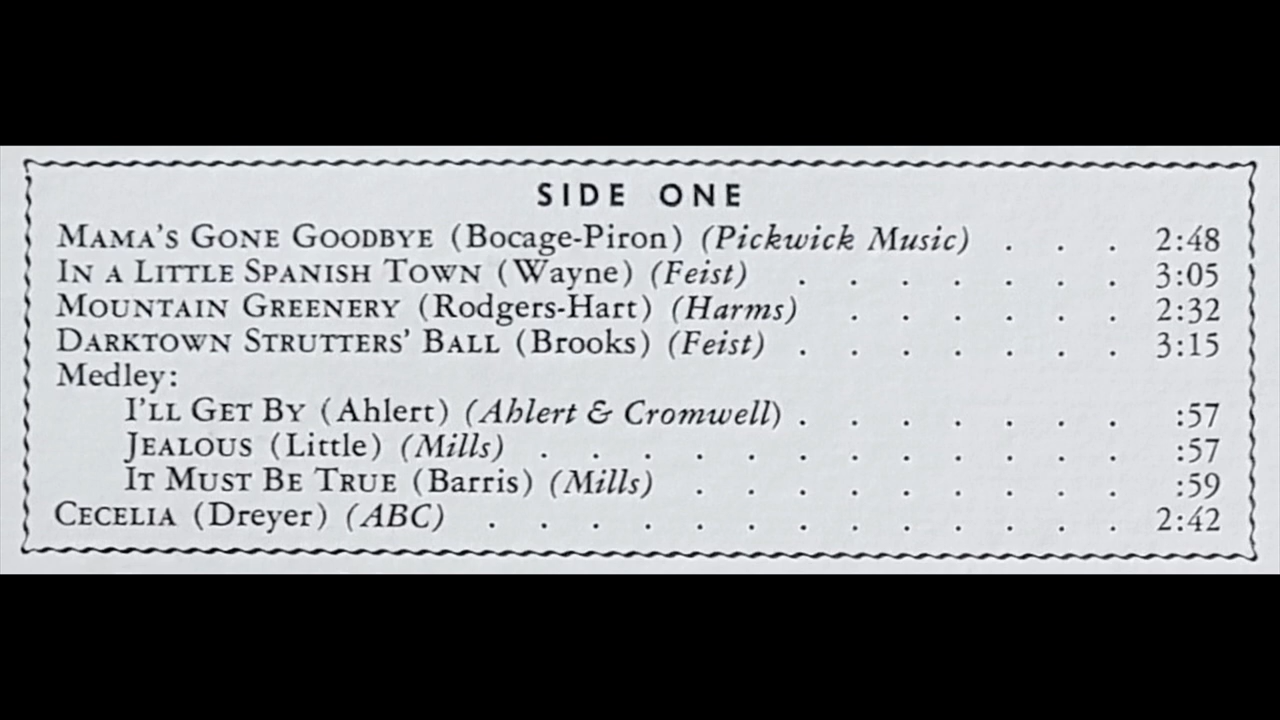 SIDE ONE
MAMA'S GONE GOODBYE (Bocage-Piron) (Pickwick Music) . . . 2:48
IN A LITTLE SPANISH TOWN (Wayne) (Feist) . . . . . . . 3:05
MOUNTAIN GREENERY (Rodgers-Hart) (Harms) . . . . . . 2:32
DARKTOWN STRUTTERS' BALL (Brooks) (Feist) . . . . . . . 3:15
Medley:
I'LL GET BY (Ahlert) (Ahlert & Cromwell) . . . . . . . :57
JEALOUS (Little) (Mills) . . . . . . . . . . . . :57
IT MUST BE TRUE (Barris) (Mills) . . . . . . . . . :59
CECELIA (Dreyer) (ABC) . . . . . . . . . . . . . 2:42